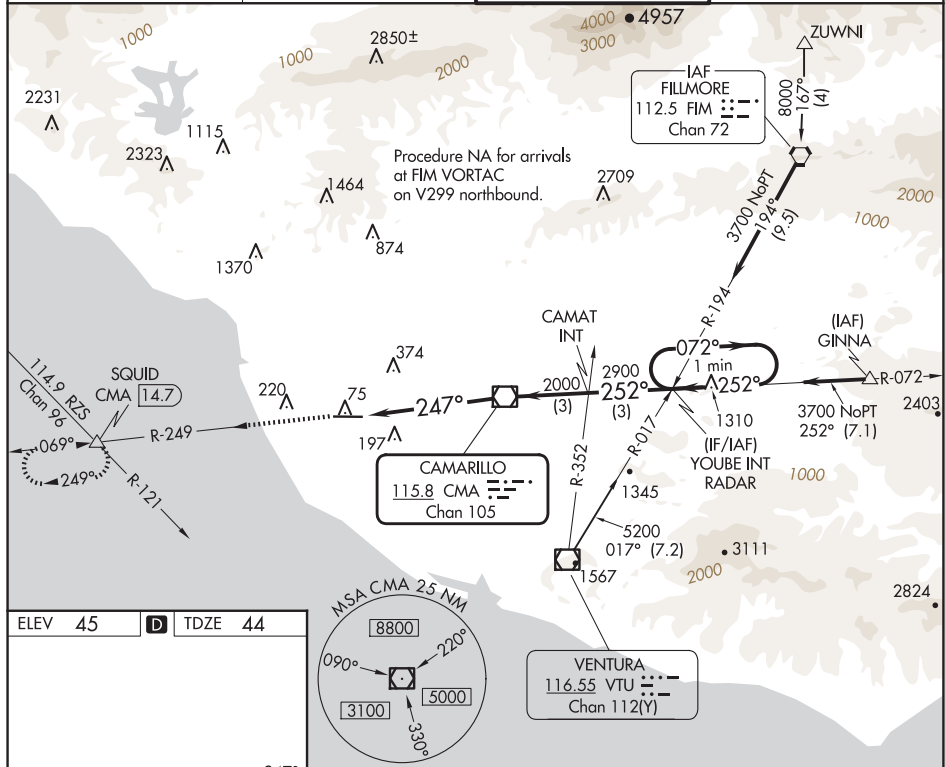 1000
1000
2850±
2000
4000
4957
3000
ZUWNI
8000
167°
(4)
IAF
FILLMORE
112.5 FIM
Chan 72
2231
1115
2323
Procedure NA for arrivals
at FIM VORTAC
on V299 northbound.
1464
2709
2000
1000
874
1370
3700 NoPT
194°
(9.5)
R-194
CAMAT
INT
(IAF)
GINNA
072°
1 min
R-072
374
2900
2000
252°
252°
(3)
(3)
1310
3700 NoPT
252° (7.1)
2403
114.9 RZS
Chan 96
SQUID
CMA 14.7
220
75
247°
197
R-249
069°
249°
R-121
R-352
R-017
(IF/IAF)
YOUBE INT
RADAR
CAMARILLO
115.8 CMA
Chan 105
1000
1345
5200
017° (7.2)
3111
2000
1567
2824
MSA CMA 25 NM
8800
220°
090°
5000
3100
330°
VENTURA
116.55 VTU
Chan 112(Y)
ELEV 45
D
TDZE 44